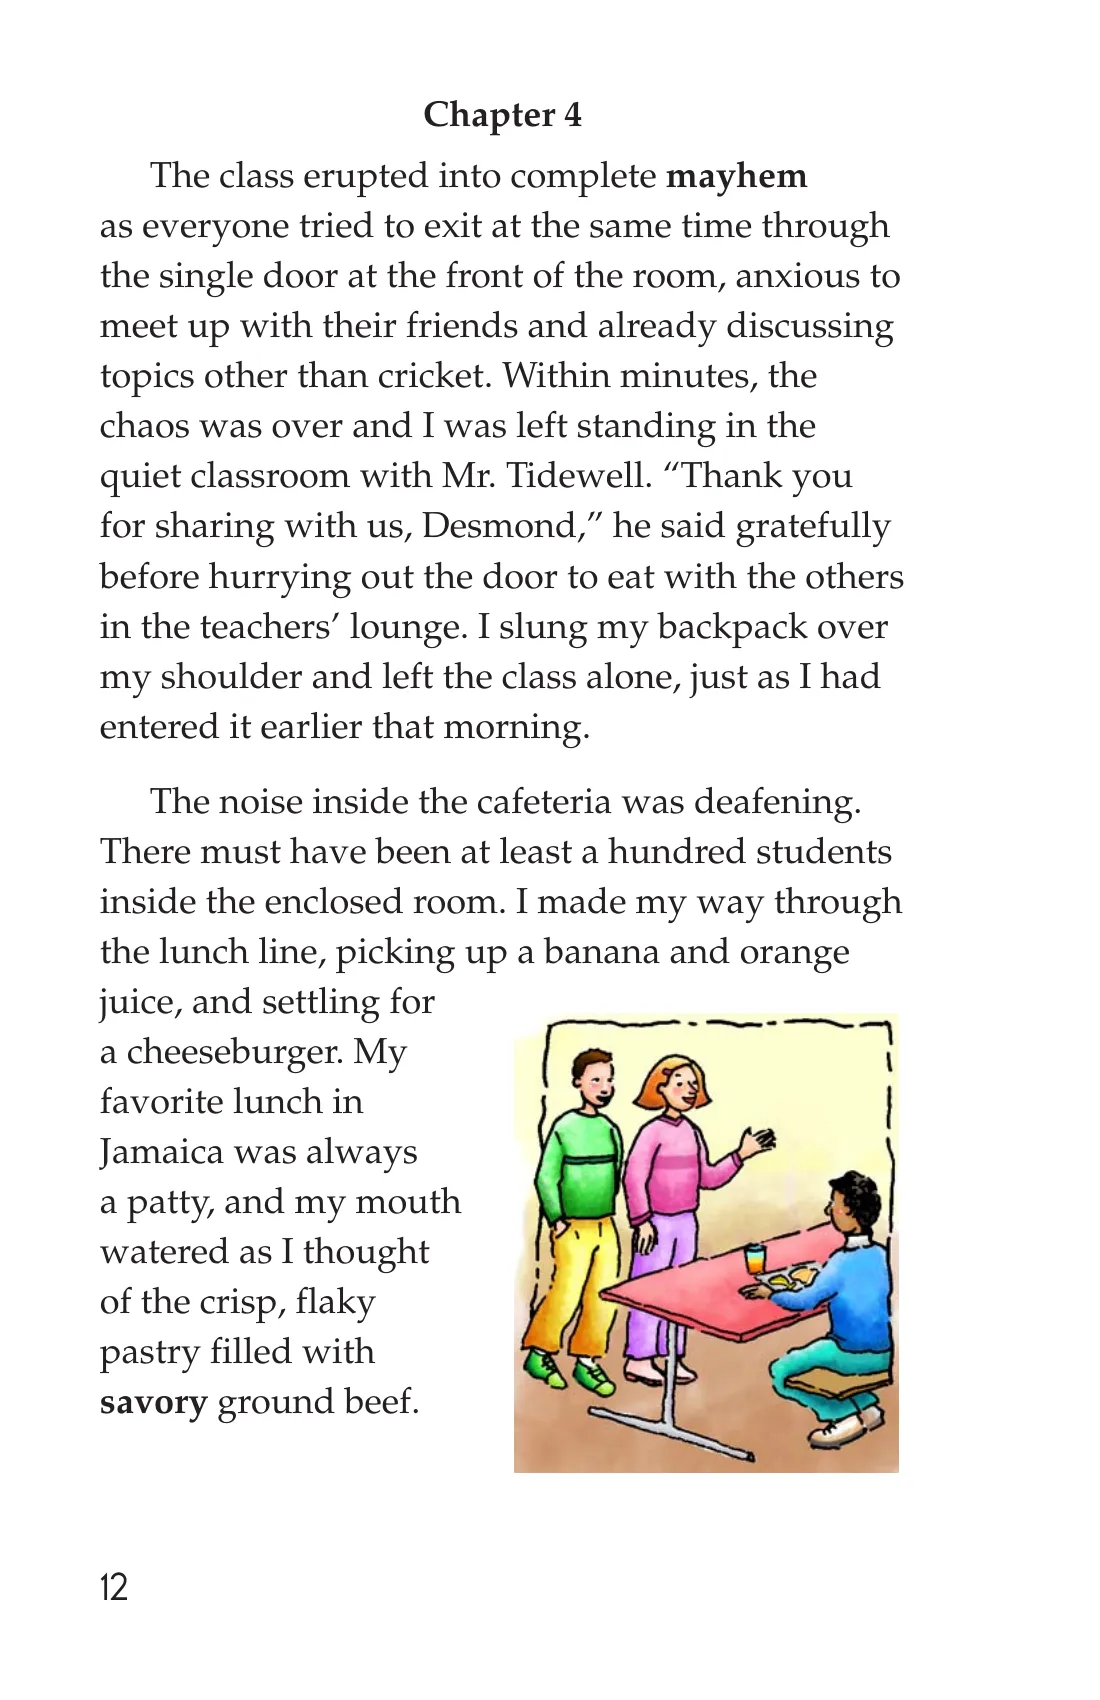 Chapter 4
The class erupted into complete mayhem
as everyone tried to exit at the same time through
the single door at the front of the room, anxious to
meet up with their friends and already discussing
topics other than cricket. Within minutes, the
chaos was over and I was left standing in the
quiet classroom with Mr. Tidewell. “Thank you
for sharing with us, Desmond,” he said gratefully
before hurrying out the door to eat with the others
in the teachers’ lounge. I slung my backpack over
my shoulder and left the class alone, just as I had
entered it earlier that morning.
The noise inside the cafeteria was deafening.
There must have been at least a hundred students
inside the enclosed room. I made my way through
the lunch line, picking up a banana and orange
juice, and settling for
a cheeseburger. My
favorite lunch in
Jamaica was always
a patty, and my mouth
watered as I thought
of the crisp, flaky
pastry filled with
savory ground beef.
12